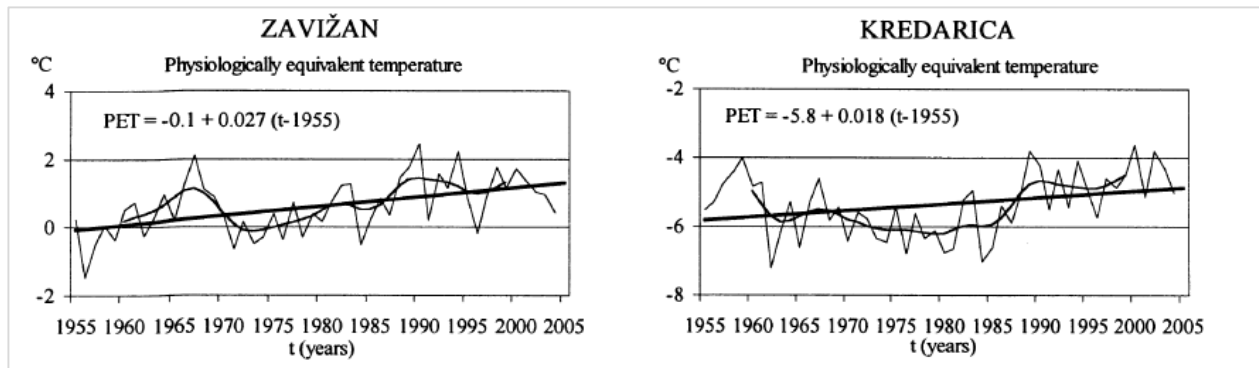 ZAVIŽAN
°C Physiologically equivalent temperature
4
PET = -0.1 + 0.027 (t-1955)
2
0
-2
1955 1960 1965 1970 1975 1980 1985 1990 1995 2000 2005
t (years)
KREDARICA
°C Physiologically equivalent temperature
-2
PET = -5.8 + 0.018 (t-1955)
-4
-6
-8
1955 1960 1965 1970 1975 1980 1985 1990 1995 2000 2005
t (years)